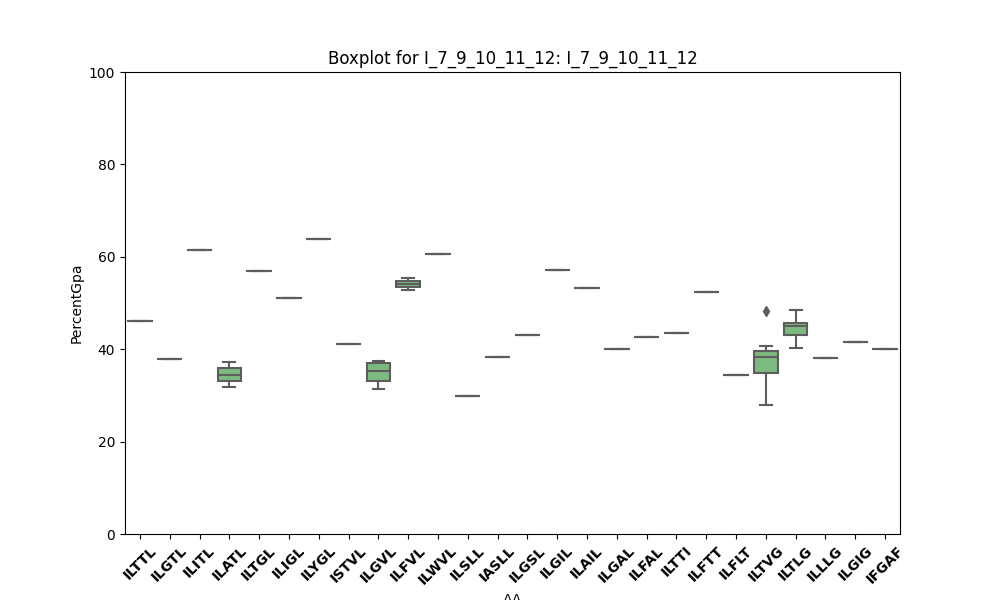 Boxplot for I_7_9_10_11_12: I_7_9_10_11_12
100
80
60
40
20
0
PercentGpa
ILTTL ILGTL ILITL ILATL ILTGL ILIGL ILYGL ISTVL ILGVL ILFVL ILWVL ILSLL IASLL ILGSL ILGIL ILAIL ILGAL ILFAL ILTTI ILFTT ILFLT ILTVG ILTLG ILLLG ILGIG IFGAF
AA